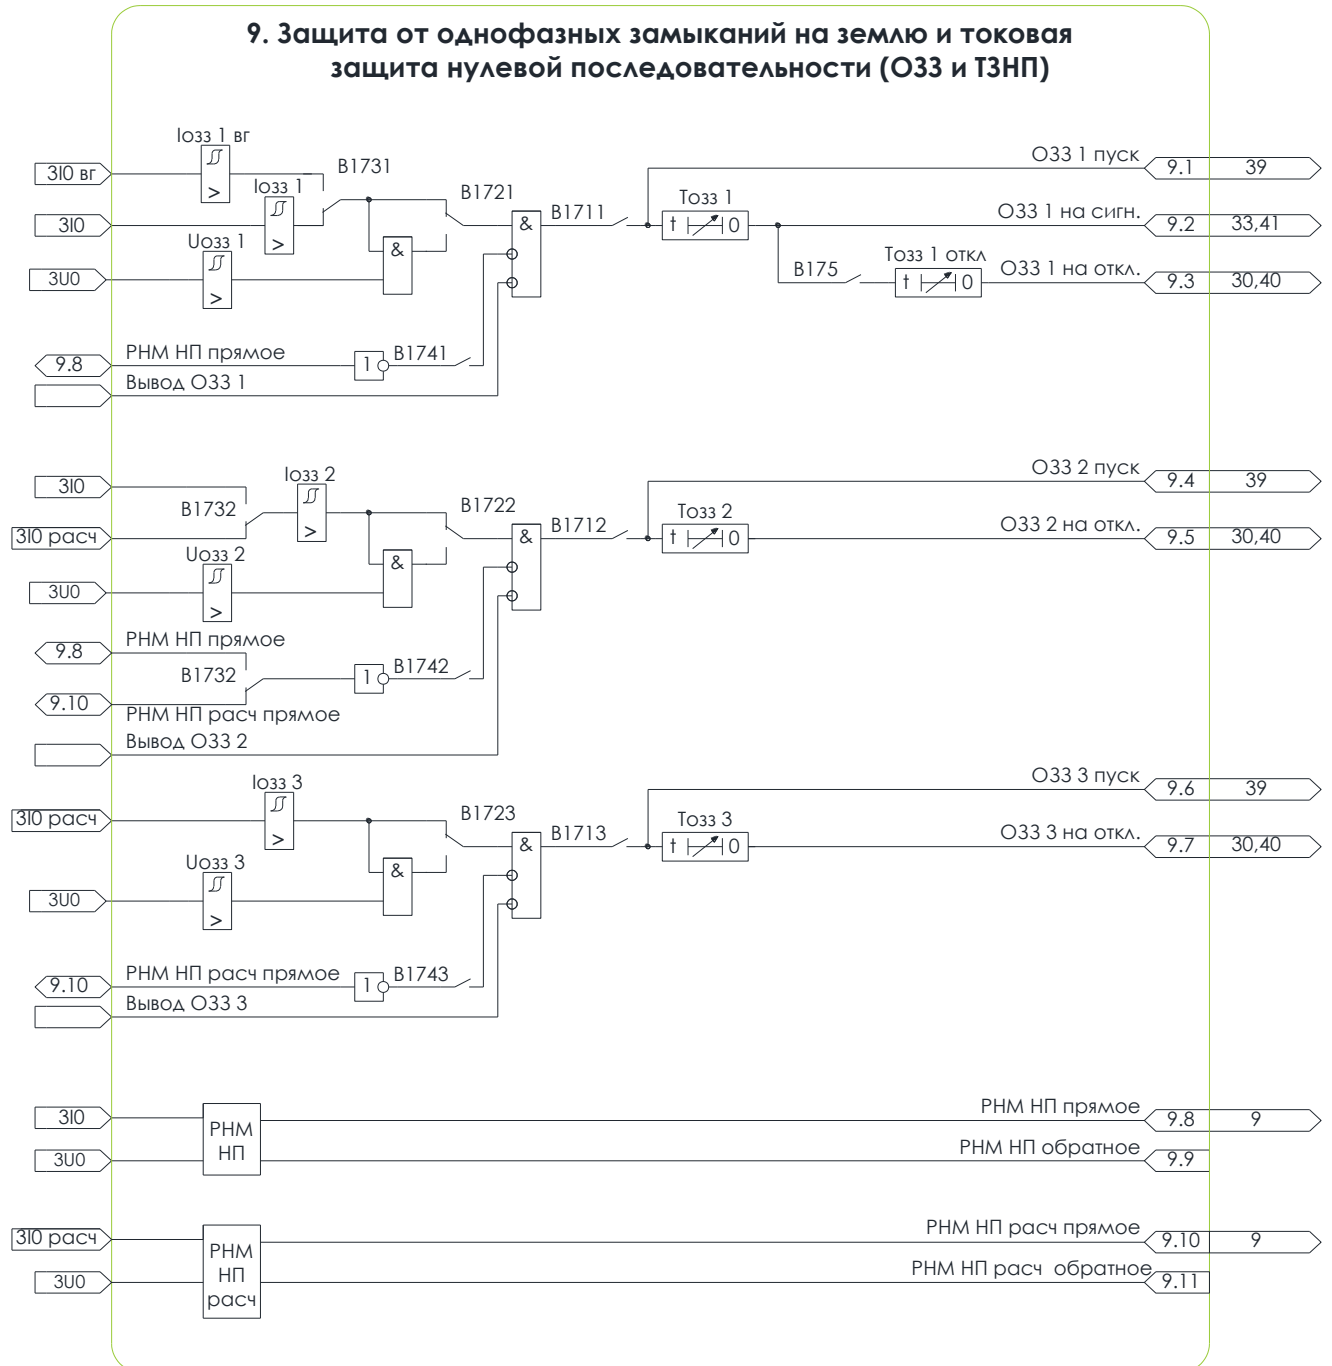 9. Защита от однофазных замыканий на землю и токовая
защита нулевой последовательности (ОЗЗ и ТЗНП)
Iозз 1 вг
3I0 вг
>
B1731
Iозз 1
3I0
>
B1721
Uозз 1
3U0
>
&
&
B1711
Tозз 1
t 0
ОЗЗ 1 пуск
9.1 39
ОЗЗ 1 на сигн.
9.2 33,41
B175
Tозз 1 откл
t 0
ОЗЗ 1 на откл.
9.3 30,40
9.8
РНМ НП прямое
1
B1741
Вывод ОЗЗ 1
3I0
B1732
3I0 расч
Iозз 2
>
B1722
Uозз 2
3U0
>
&
&
B1712
Tозз 2
t 0
ОЗЗ 2 пуск
9.4 39
ОЗЗ 2 на откл.
9.5 30,40
9.8
РНМ НП прямое
B1732
1
B1742
9.10
РНМ НП расч прямое
Вывод ОЗЗ 2
Iозз 3
3I0 расч
>
B1723
Uозз 3
3U0
>
&
&
B1713
Tозз 3
t 0
ОЗЗ 3 пуск
9.6 39
ОЗЗ 3 на откл.
9.7 30,40
9.10
РНМ НП расч прямое
1
B1743
Вывод ОЗЗ 3
3I0
3U0
РНМ
НП
РНМ НП прямое
9.8 9
РНМ НП обратное
9.9
3I0 расч
3U0
РНМ
НП
расч
РНМ НП расч прямое
9.10 9
РНМ НП расч обратное
9.11